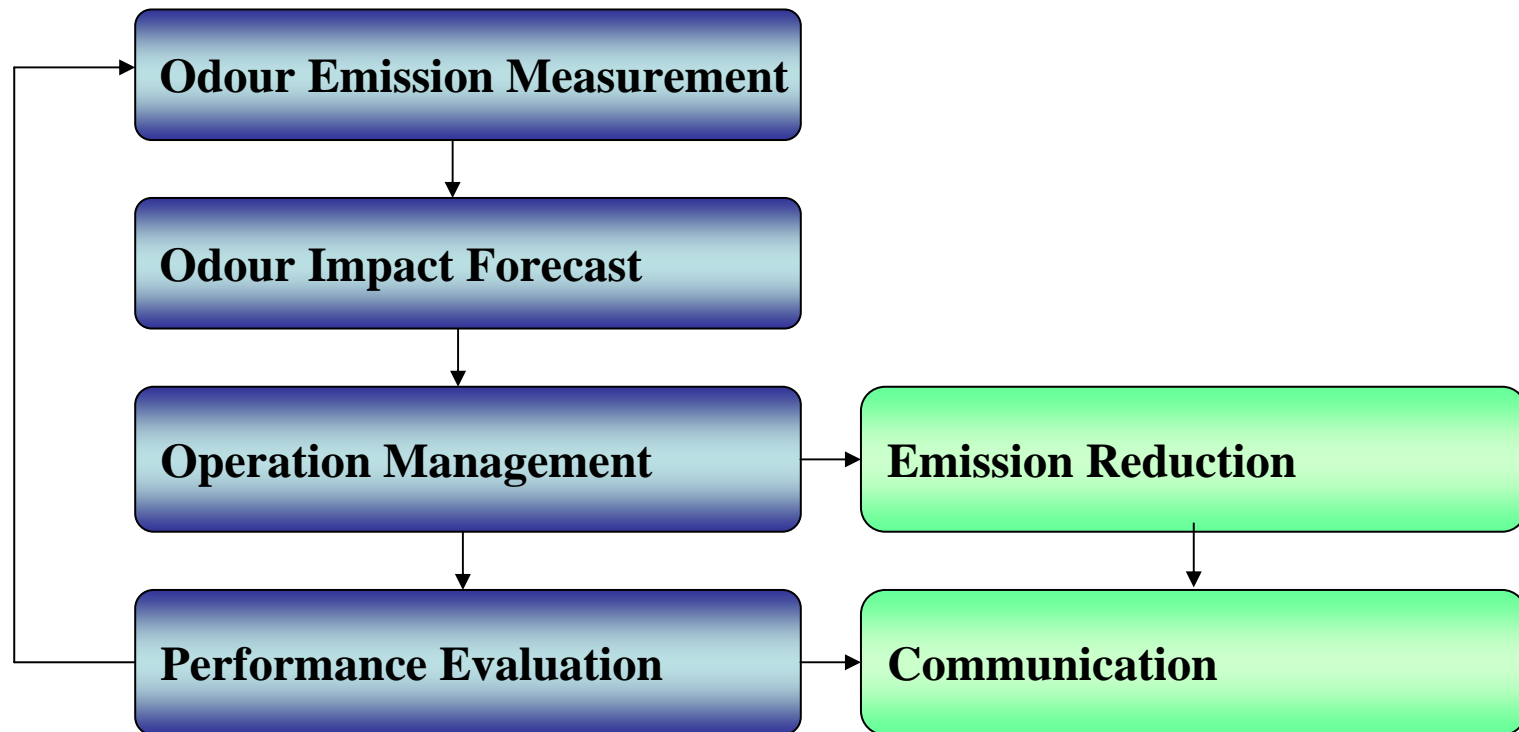 Odour Emission Measurement
Odour Impact Forecast
Operation Management
Emission Reduction
Performance Evaluation
Communication